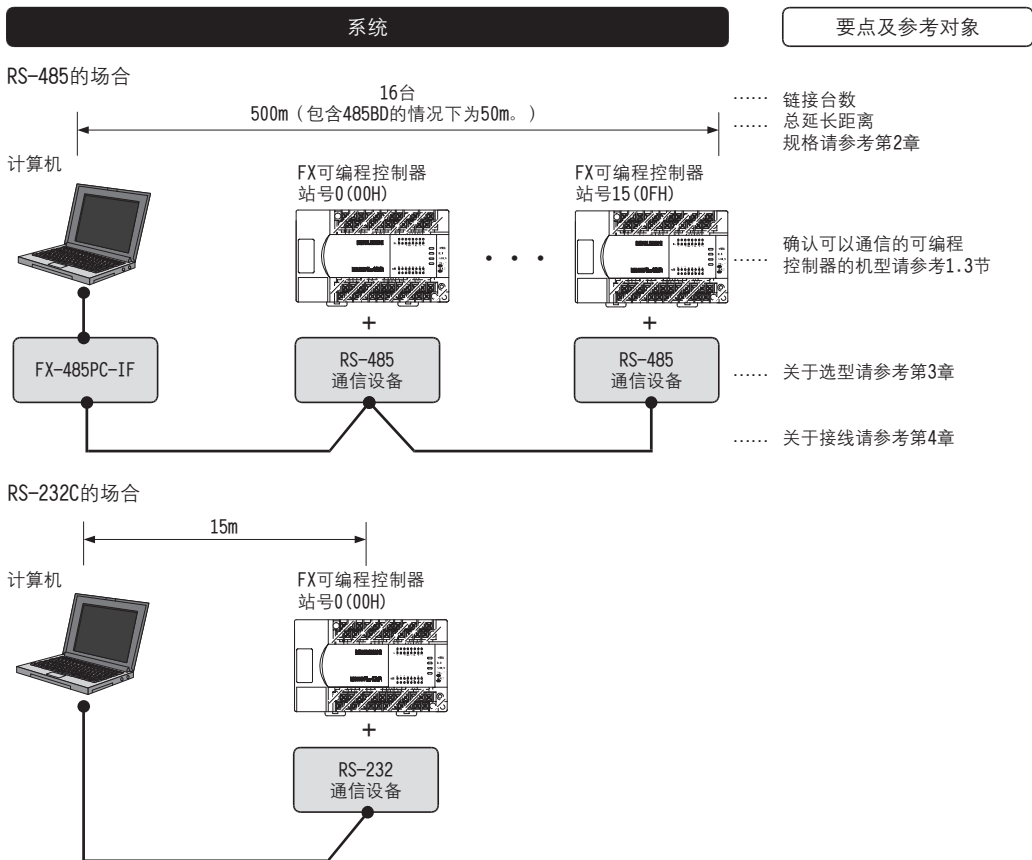 系统
要点及参考对象
RS-485的场合
16台
500m（包含485BD的情况下为50m。）
…… 链接台数
…… 总延长距离
规格请参考第2章
计算机
FX可编程控制器
站号0(00H)
FX可编程控制器
站号15(0FH)
· · ·
…… 确认可以通信的可编程
控制器的机型请参考1.3节
+
+
FX-485PC-IF
RS-485
通信设备
RS-485
通信设备
…… 关于选型请参考第3章
…… 关于接线请参考第4章
RS-232C的场合
15m
计算机
FX可编程控制器
站号0(00H)
+
RS-232
通信设备